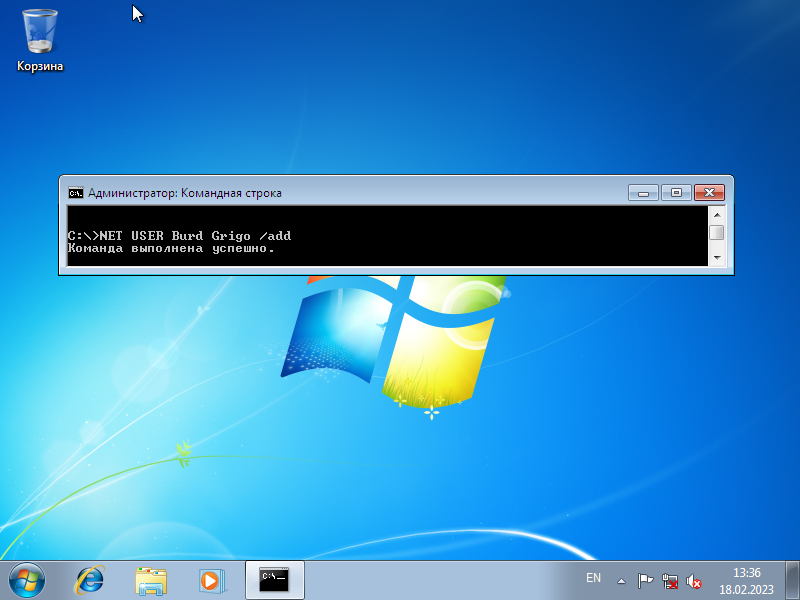 Корзина
Администратор: Командная строка
C:\>NET USER Burd Grigo /add
Команда выполнена успешно.
EN
13:36
18.02.2023